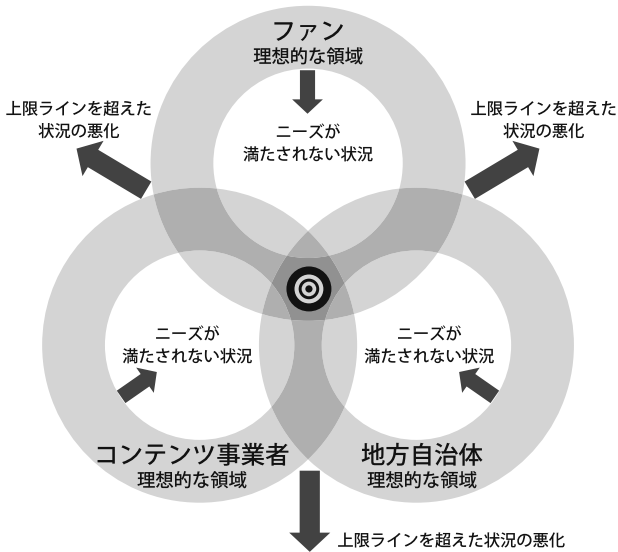 ファン
理想的な領域
上限ラインを超えた
状況の悪化
上限ラインを超えた
状況の悪化
ニーズが
満たされない状況
ニーズが
満たされない状況
ニーズが
満たされない状況
コンテンツ事業者
理想的な領域
地方自治体
理想的な領域
上限ラインを超えた状況の悪化